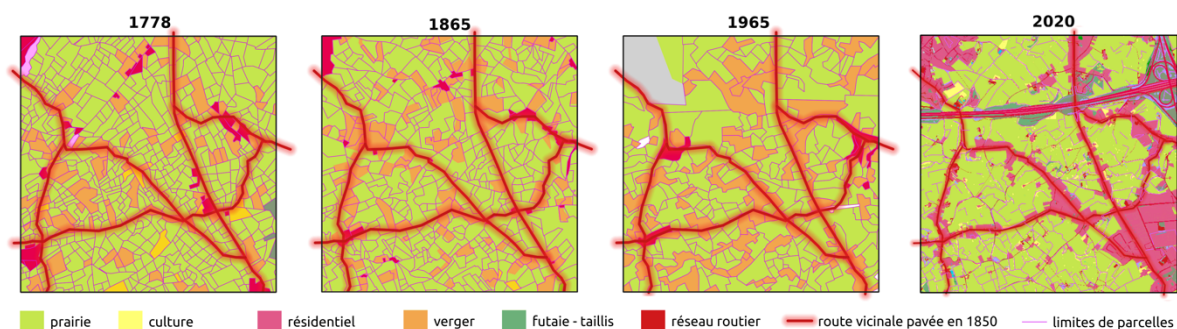 1778 1865 1965 2020
prairie culture résidentiel verger futaie - taillis réseau routier route vicinale pavée en 1850 limites de parcelles